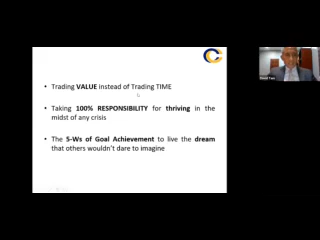 • Trading VALUE instead of Trading TIME
• Taking 100% RESPONSIBILITY for thriving in the
midst of any crisis
• The 5-Ws of Goal Achievement to live the dream
that others wouldn't dare to imagine